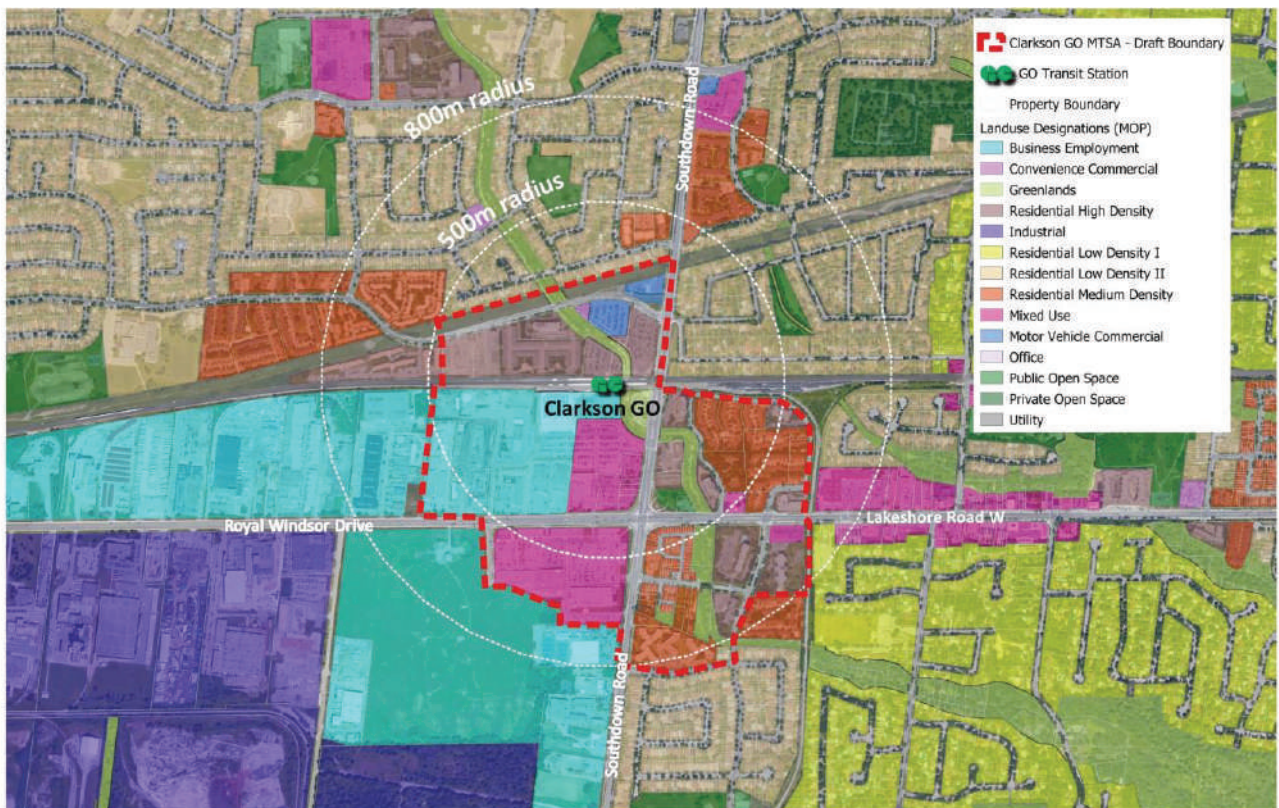 Clarkson GO MTSA - Draft Boundary
GO Transit Station
Property Boundary
Landuse Designations (MOP)
Business Employment
Convenience Commercial
Greenlands
Residential High Density
Industrial
Residential Low Density I
Residential Low Density II
Residential Medium Density
Mixed Use
Motor Vehicle Commercial
Office
Public Open Space
Private Open Space
Utility
800m radius
Southdown Road
500m radius
Clarkson GO
Royal Windsor Drive
Lakeshore Road W
Southdown Road